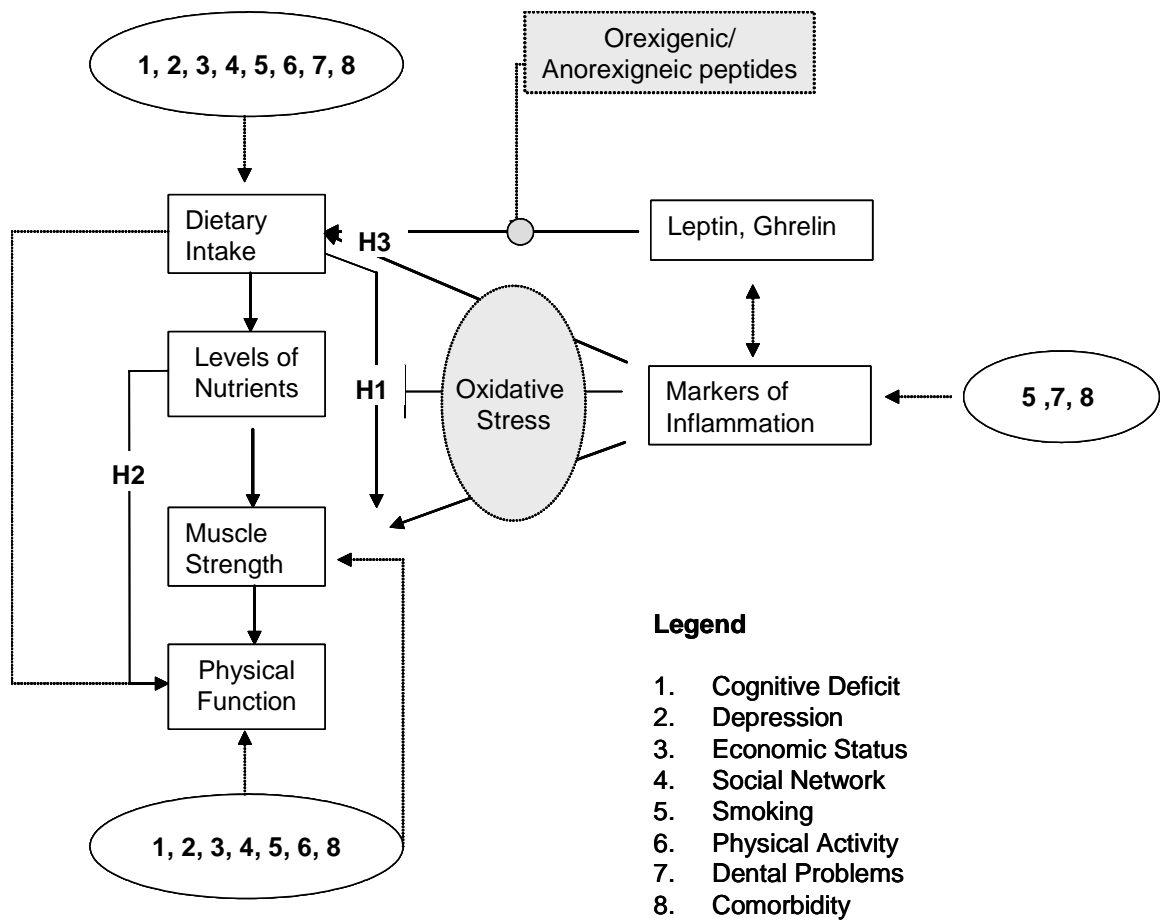 1, 2, 3, 4, 5, 6, 7, 8
Orexigenic/
Anorexigneic peptides
Dietary
Intake
H3
Leptin, Ghrelin
Levels of
Nutrients
H1
Oxidative
Stress
Markers of
Inflammation
5 ,7, 8
H2
Muscle
Strength
Physical
Function
1, 2, 3, 4, 5, 6, 8
Legend
1. Cognitive Deficit
2. Depression
3. Economic Status
4. Social Network
5. Smoking
6. Physical Activity
7. Dental Problems
8. Comorbidity